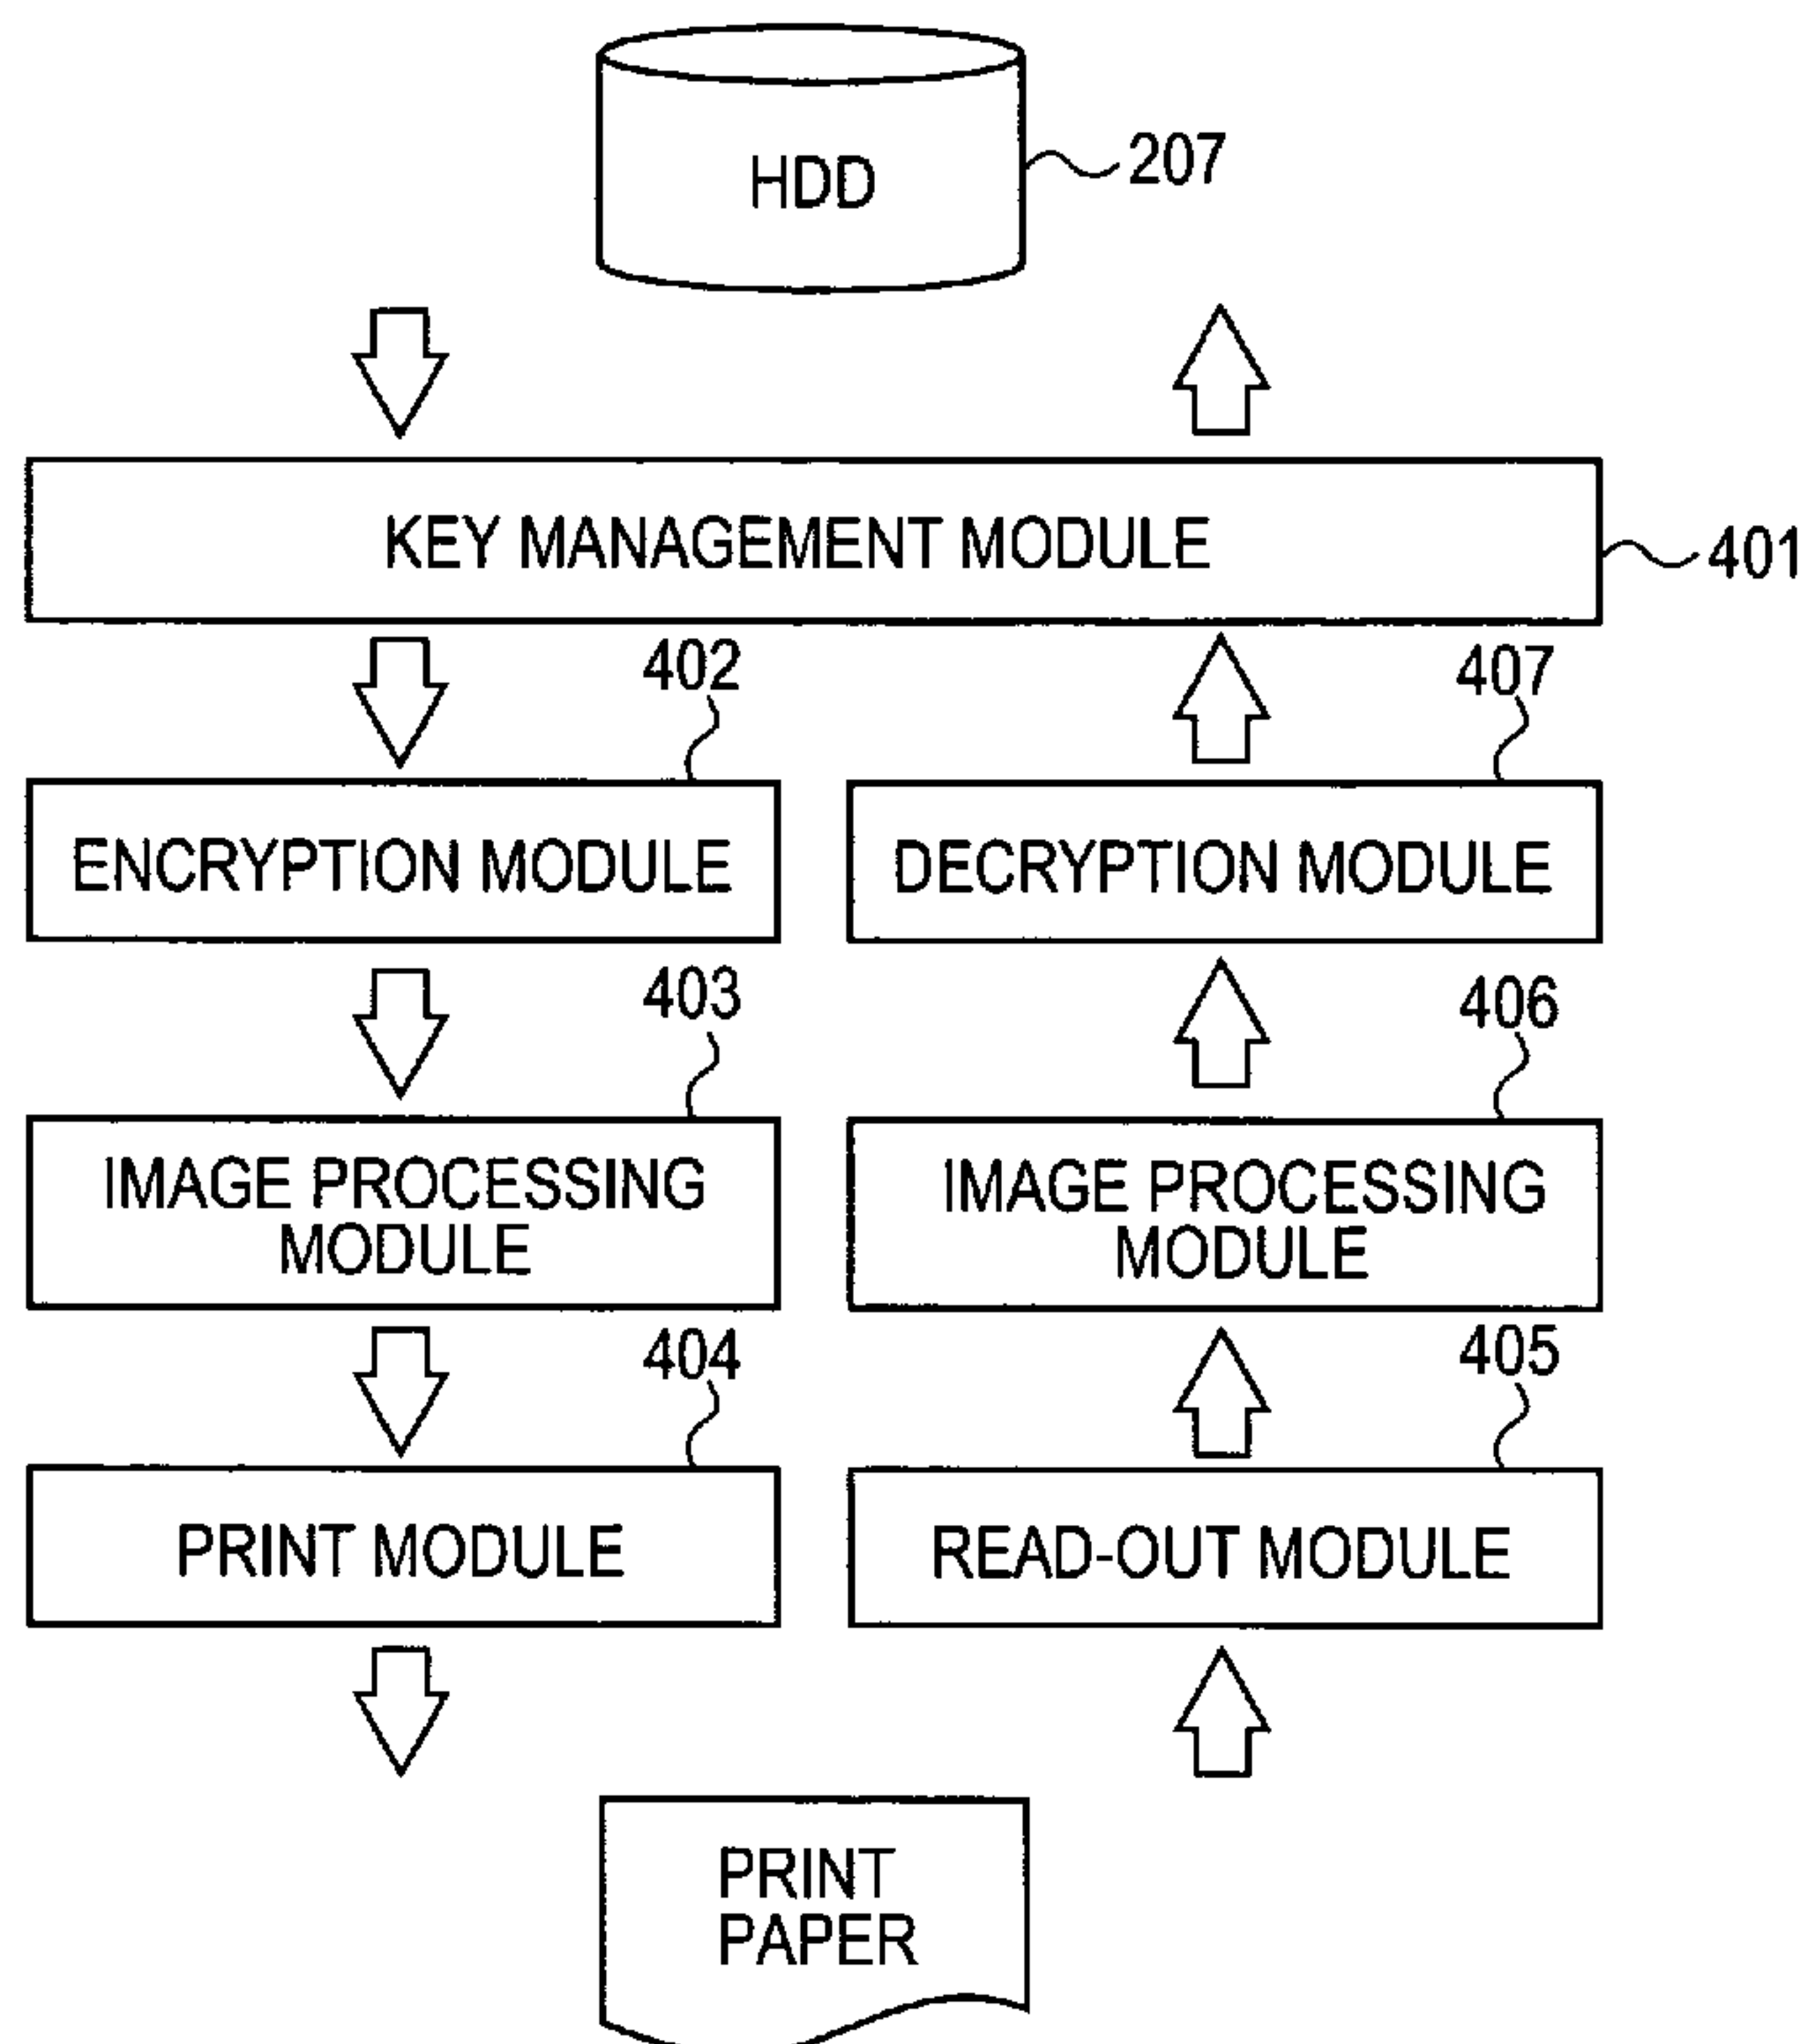 HDD
207
KEY MANAGEMENT MODULE
401
402
407
ENCRYPTION MODULE
DECRYPTION MODULE
403
406
IMAGE PROCESSING
MODULE
IMAGE PROCESSING
MODULE
404
405
PRINT MODULE
READ-OUT MODULE
PRINT
PAPER